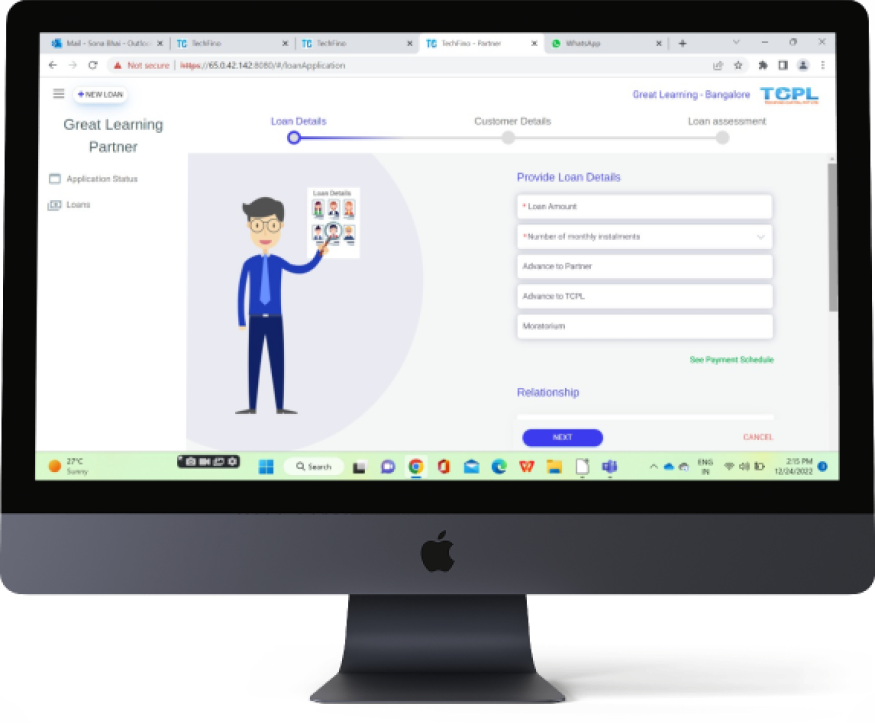 Mail - Sona Bhai - Outlo
TechFino
TechFino
TechFino - Partner
WhatsApp
Not secure | https://65.0.42.142:8080/#/loanApplication
+ NEW LOAN
Great Learning - Bangalore
TCPL
Great Learning
Partner
Loan Details
Customer Details
Loan assessment
Application Status
Loans
Loan Details
Provide Loan Details
* Loan Amount
*Number of monthly instalments
Advance to Partner
Advance to TCPL
Moratorium
See Payment Schedule
Relationship
NEXT
CANCEL
27°C
Sunny
Search
ENG
IN
2:15 PM
12/24/2022